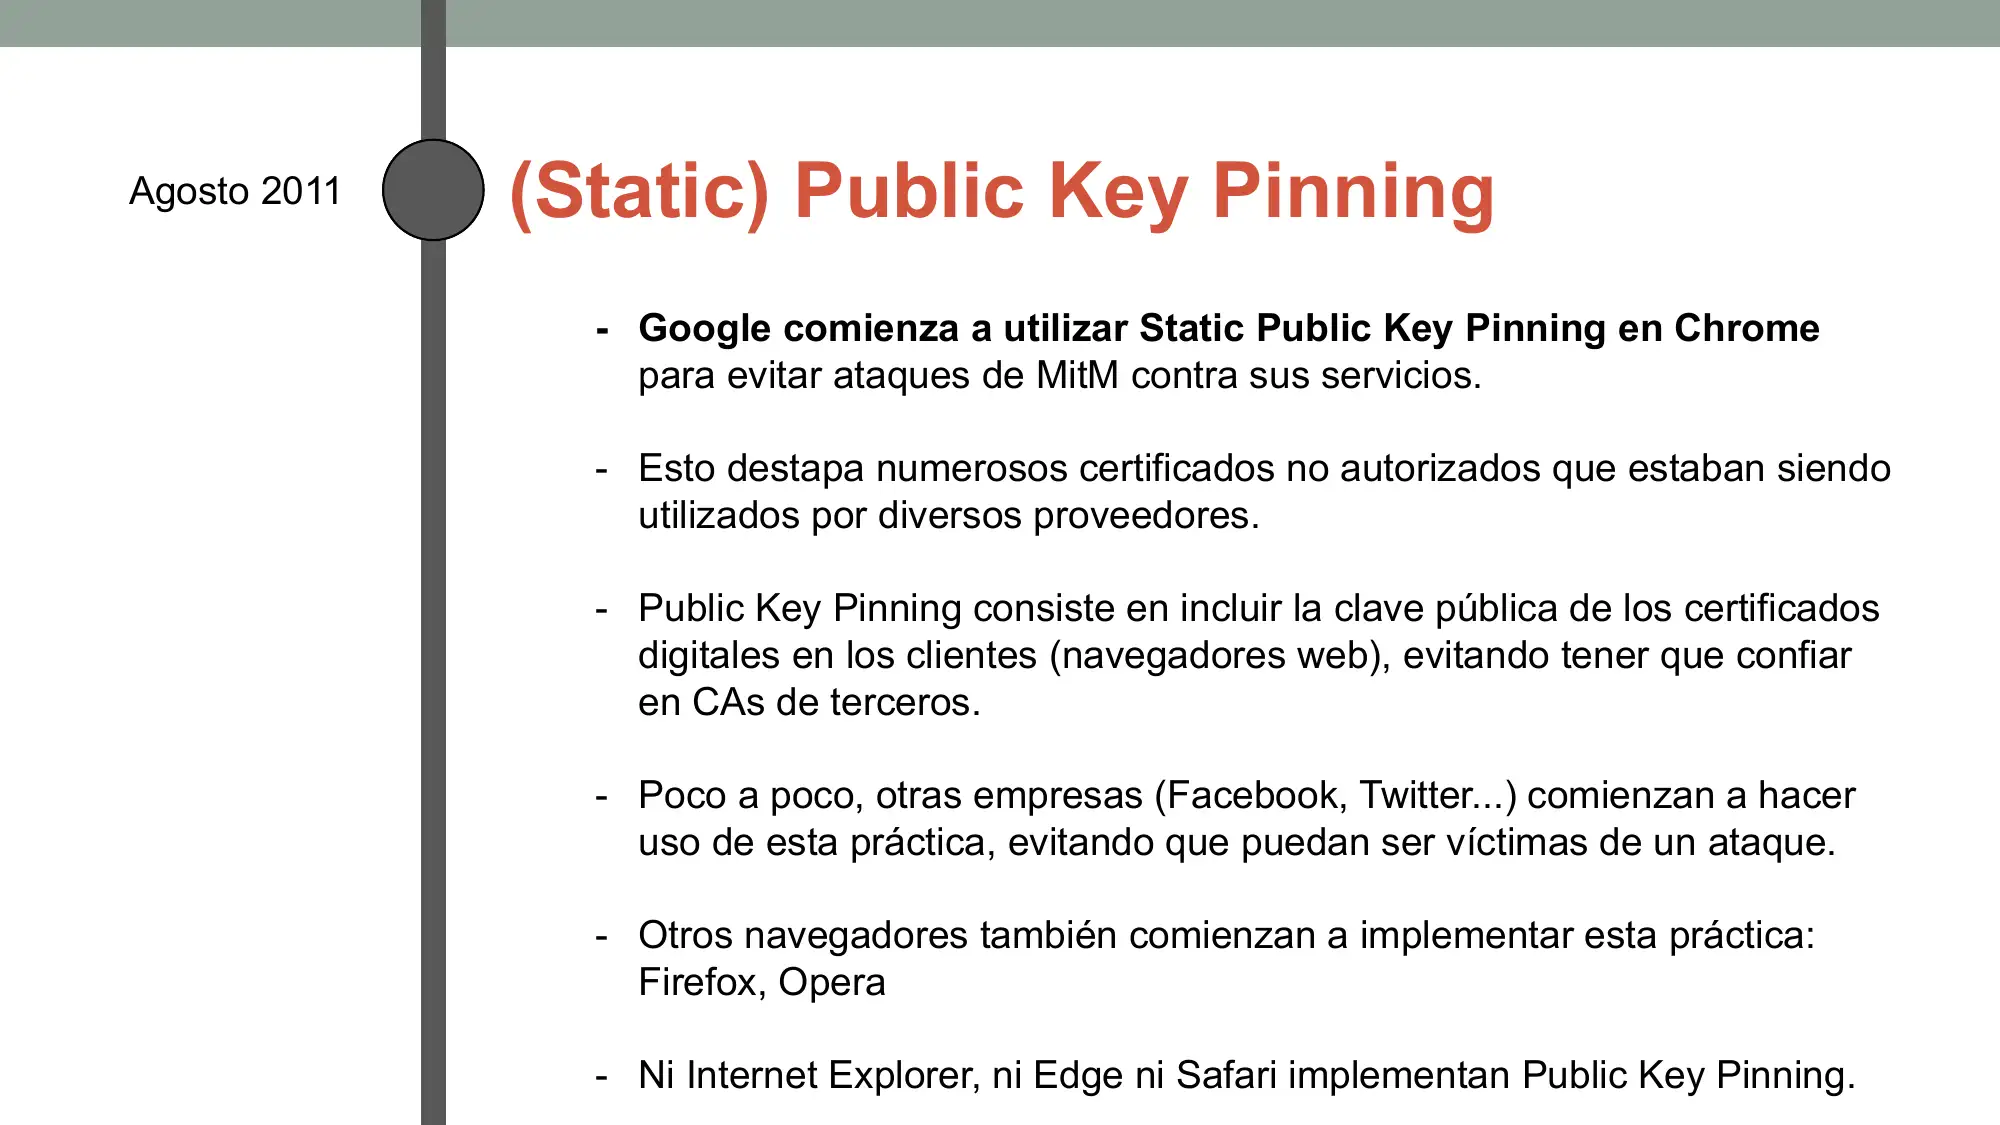 Agosto 2011
(Static) Public Key Pinning
- Google comienza a utilizar Static Public Key Pinning en Chrome
para evitar ataques de MitM contra sus servicios.
- Esto destapa numerosos certificados no autorizados que estaban siendo
utilizados por diversos proveedores.
- Public Key Pinning consiste en incluir la clave pública de los certificados
digitales en los clientes (navegadores web), evitando tener que confiar
en CAs de terceros.
- Poco a poco, otras empresas (Facebook, Twitter...) comienzan a hacer
uso de esta práctica, evitando que puedan ser víctimas de un ataque.
- Otros navegadores también comienzan a implementar esta práctica:
Firefox, Opera
- Ni Internet Explorer, ni Edge ni Safari implementan Public Key Pinning.